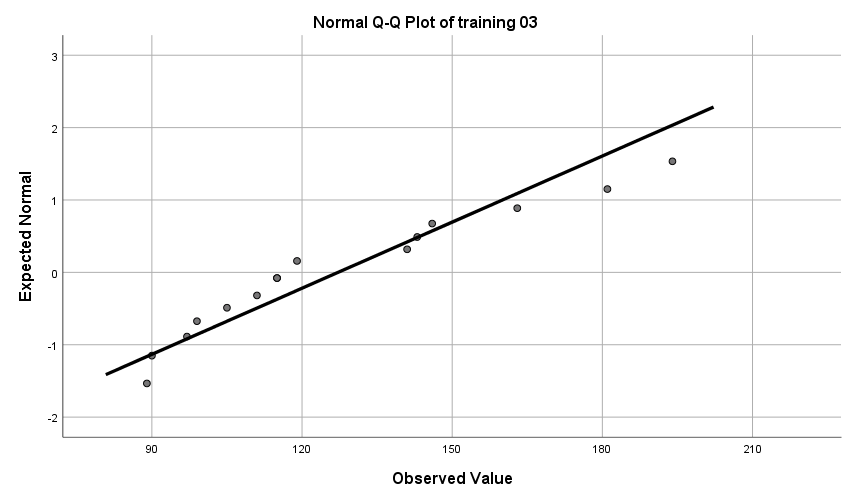 Normal Q-Q Plot of training 03
3
2
1
0
-1
-2
Expected Normal
90 120 150 180 210
Observed Value